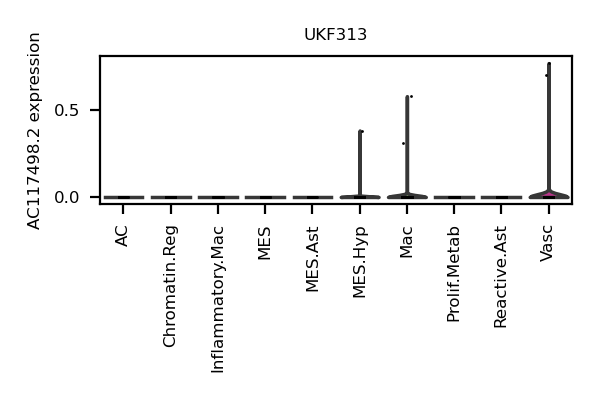 UKF313
AC117498.2 expression
0.5
0.0
AC
Chromatin.Reg
Inflammatory.Mac
MES
MES.Ast
MES.Hyp
Mac
Prolif.Metab
Reactive.Ast
Vasc